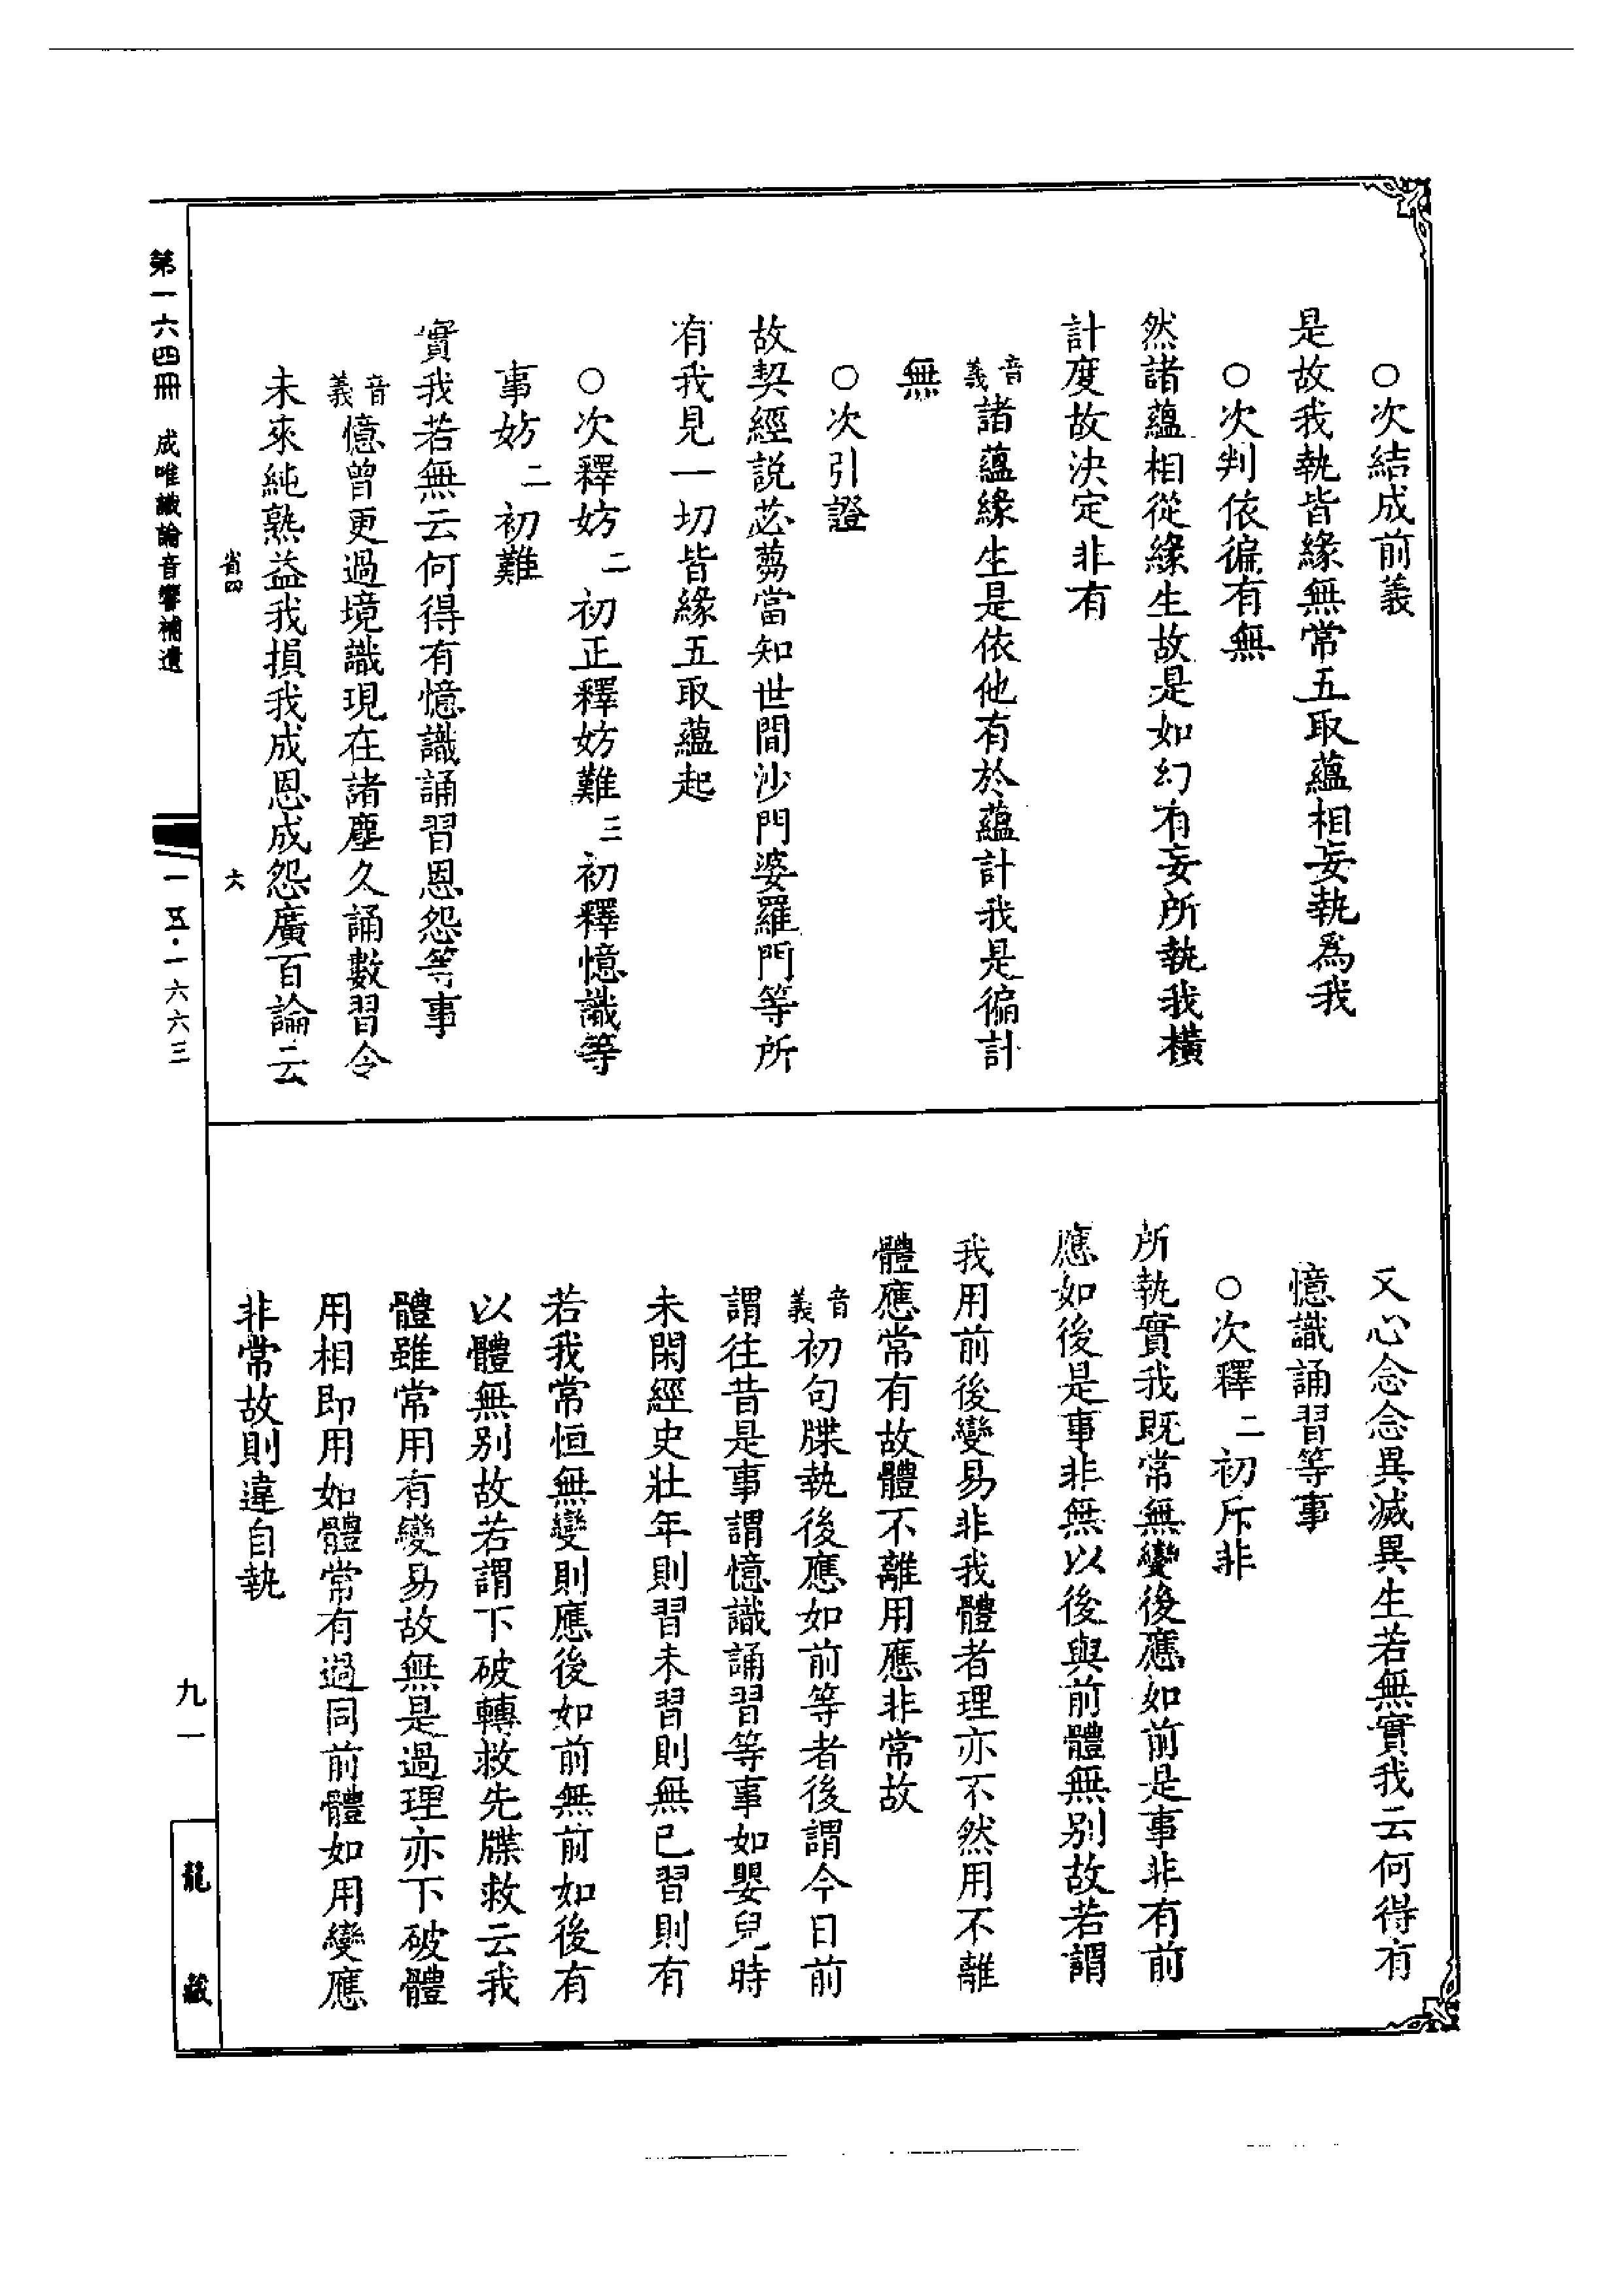 ○次結成前義
是故我執皆緣無常五取蘊相妄執為我
○次判依徧有無
然諸蘊相從緣生故是如幻有妄所執我橫
計度故決定非有
音義諸蘊緣生是依他有於蘊計我是徧計
無
○次引證
故契經説苾蒭當知世間沙門婆羅門等所
有我見一切皆緣五取蘊起
○次釋妨二初正釋妨難三初釋憶識等
事妨二初難
實我若無云何得有憶識誦習恩怨等事
音義憶曾更過境識現在諸塵久誦數習令
未來純熟益我損我成恩成怨廣百論云
省四
六
又心念念異滅異生若無實我云何得有
憶識誦習等事
○次釋二初斥非
所執實我既常無變後應如前是事非有前
應如後是事非無以後與前體無別故若謂
我用前後變易非我體者理亦不然用不離
體應常有故體不離用應非常故
音義初句牒執後應如前等者後謂今日前
謂往昔是事謂憶識誦習等事如嬰兒時
未閑經史壯年則習未習則無已習則有
若我常恒無變則應後如前無前如後有
以體無別故若謂下破轉救先牒救云我
體雖常用有變易故無是過理亦下破體
用相即用如體常有過同前體如用變應
非常故則違自執
第一六四冊 成唯識論音響補遺
一五·一六六三
九一
龍藏